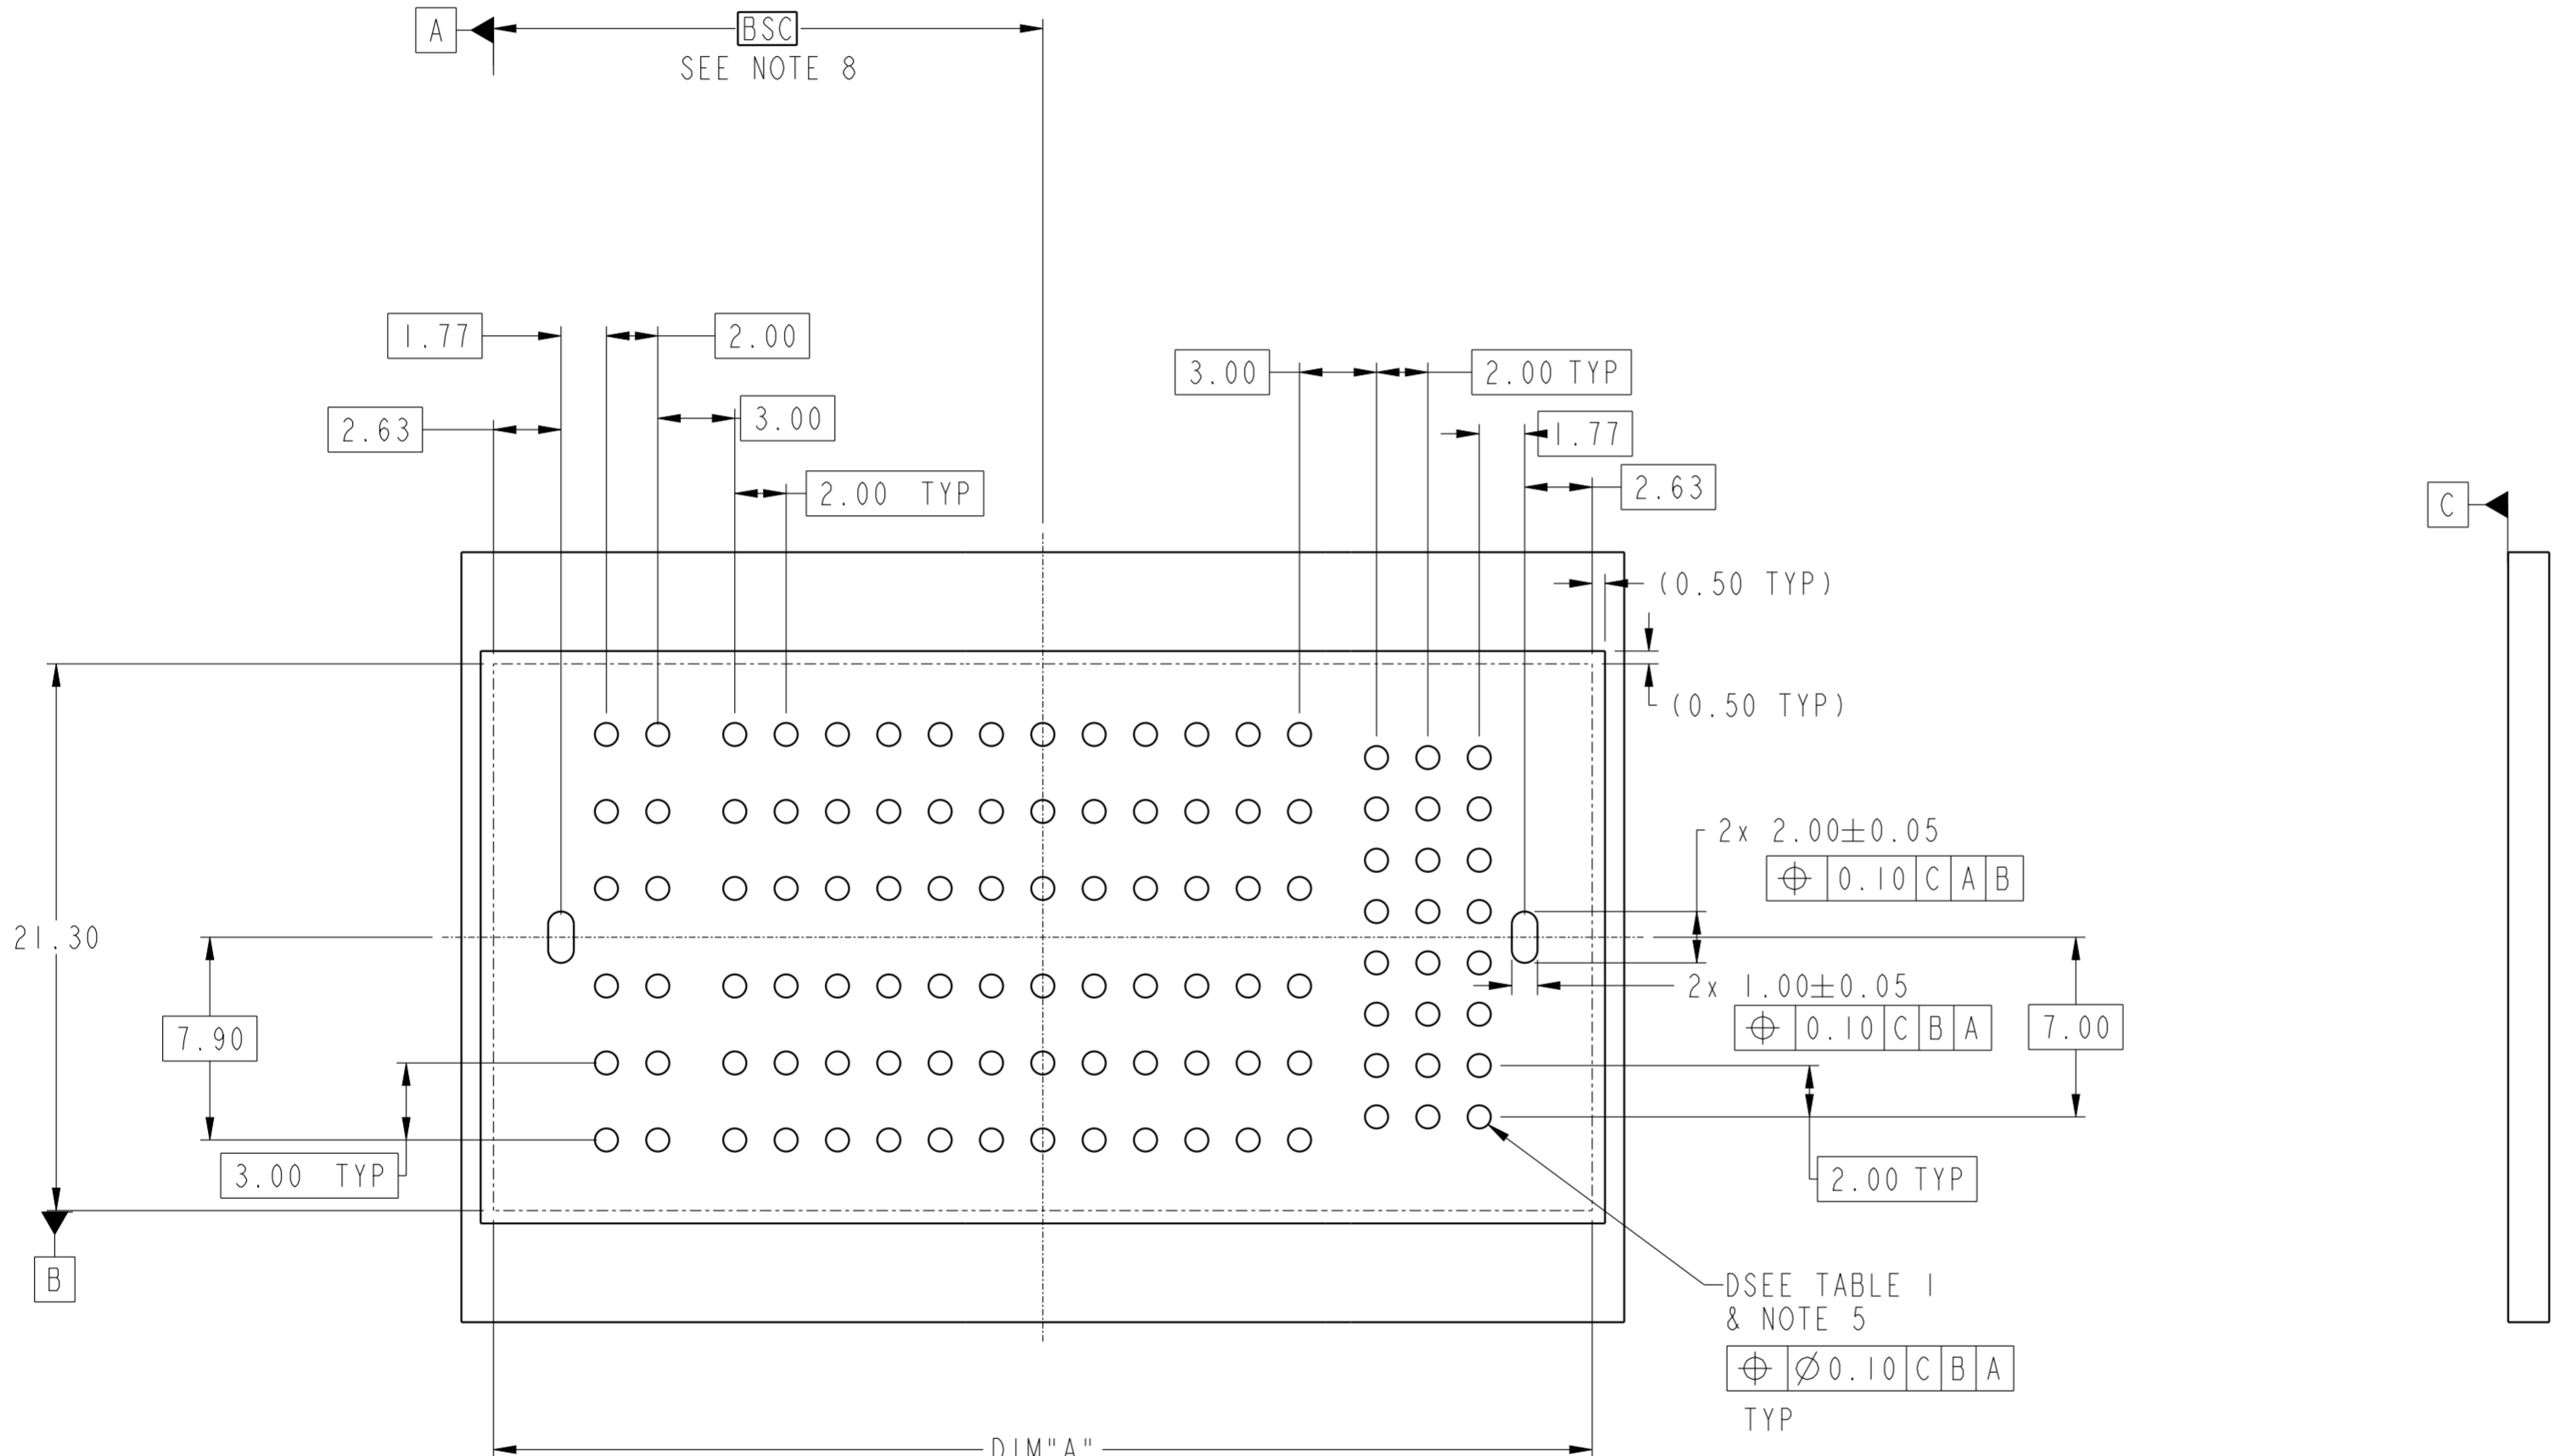 A
BSC
SEE NOTE 8
1.77
2.00
3.00
2.00 TYP
2.63
3.00
1.77
2.00 TYP
2.63
C
(0.50 TYP)
(0.50 TYP)
2x 2.00±0.05
⌖ 0.10 C A B
21.30
2x 1.00±0.05
⌖ 0.10 C B A
7.00
7.90
3.00 TYP
2.00 TYP
B
DSEE TABLE 1
& NOTE 5
⌖ ⌀0.10 C B A
TYP
DIM"A"